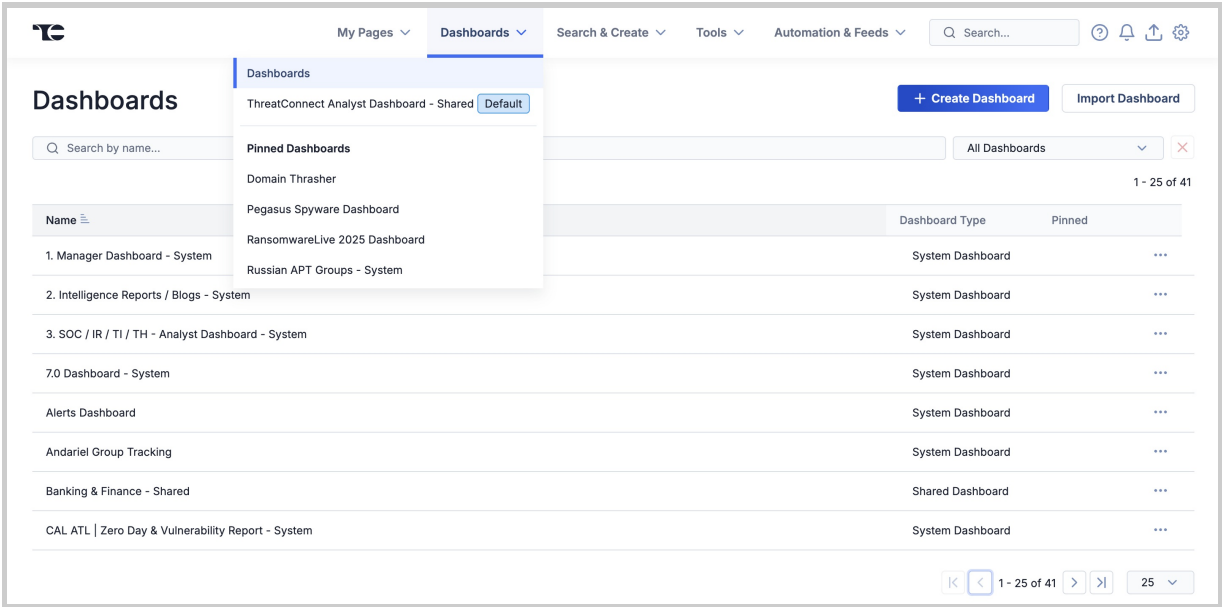 TC
My Pages Dashboards Search & Create Tools Automation & Feeds Search...
Dashboards
ThreatConnect Analyst Dashboard - Shared Default
Pinned Dashboards
Domain Thrasher
Pegasus Spyware Dashboard
RansomwareLive 2025 Dashboard
Russian APT Groups - System
Dashboards
+ Create Dashboard Import Dashboard
Search by name... All Dashboards
1 - 25 of 41
Name Dashboard Type Pinned
1. Manager Dashboard - System System Dashboard
2. Intelligence Reports / Blogs - System System Dashboard
3. SOC / IR / TI / TH - Analyst Dashboard - System System Dashboard
7.0 Dashboard - System System Dashboard
Alerts Dashboard System Dashboard
Andariel Group Tracking System Dashboard
Banking & Finance - Shared Shared Dashboard
CAL ATL | Zero Day & Vulnerability Report - System System Dashboard
1 - 25 of 41 25